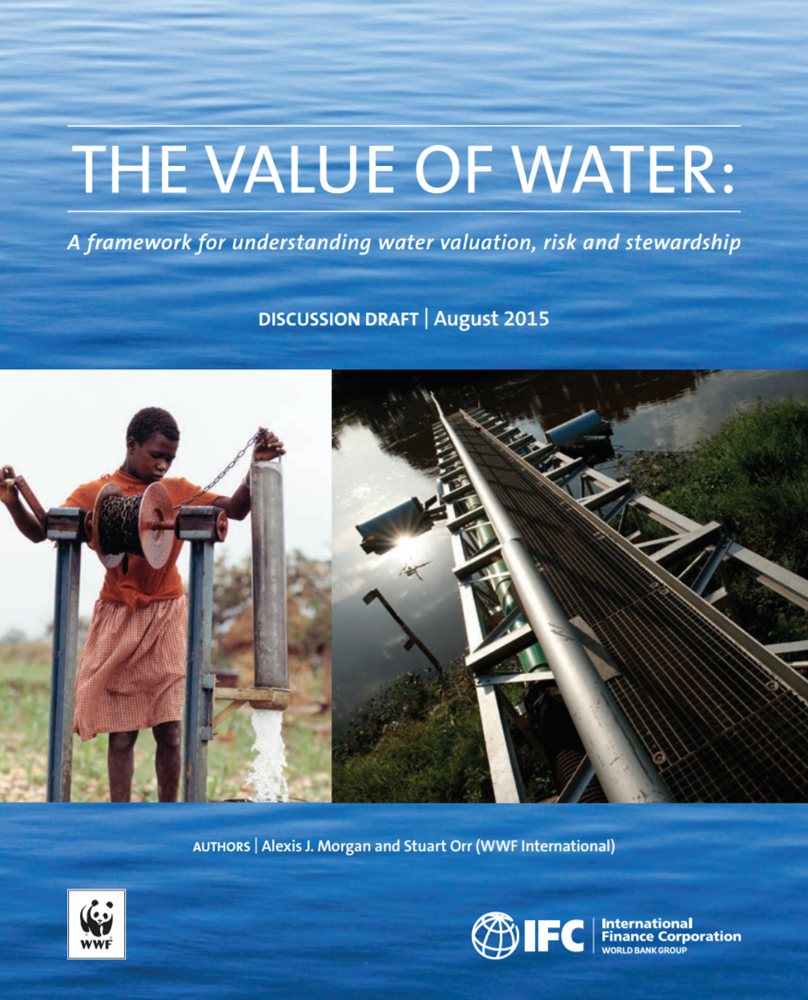 THE VALUE OF WATER:
A framework for understanding water valuation, risk and stewardship
DISCUSSION DRAFT | August 2015
AUTHORS | Alexis J. Morgan and Stuart Orr (WWF International)
WWF
IFC
International
Finance Corporation
WORLD BANK GROUP